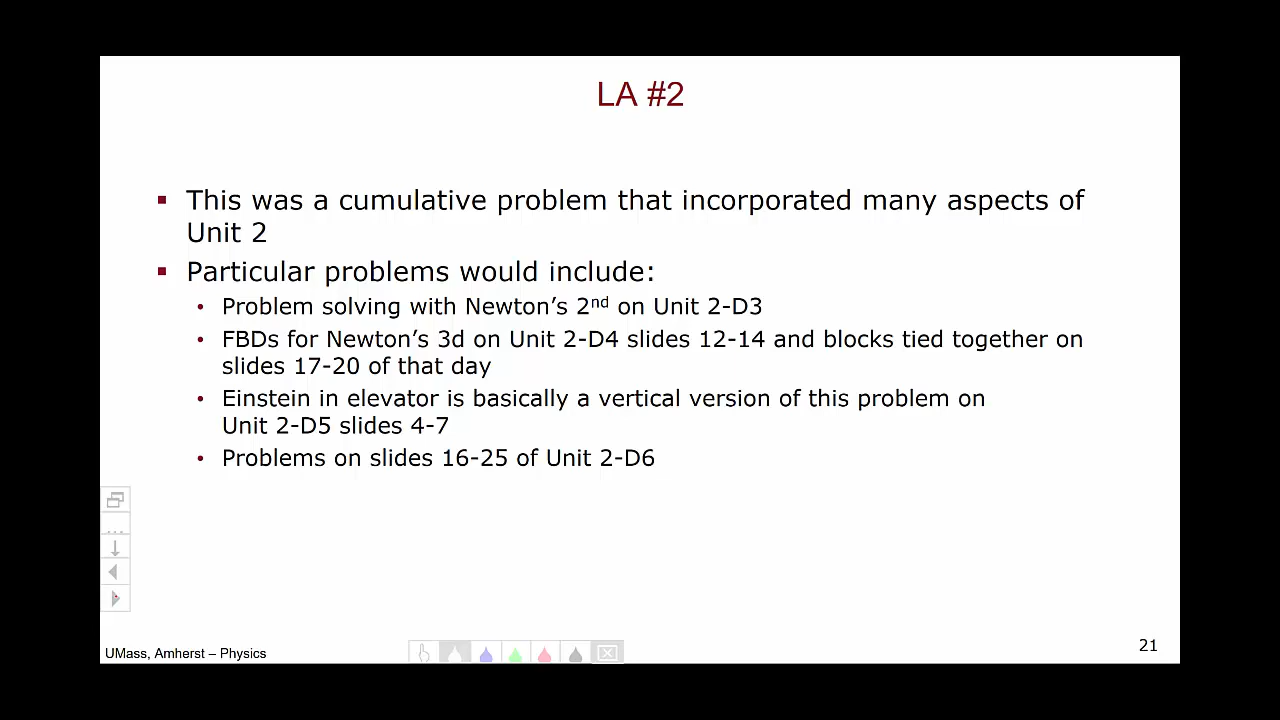 LA #2
▪ This was a cumulative problem that incorporated many aspects of
Unit 2
▪ Particular problems would include:
• Problem solving with Newton’s 2nd on Unit 2-D3
• FBDs for Newton’s 3d on Unit 2-D4 slides 12-14 and blocks tied together on
slides 17-20 of that day
• Einstein in elevator is basically a vertical version of this problem on
Unit 2-D5 slides 4-7
• Problems on slides 16-25 of Unit 2-D6
UMass, Amherst – Physics
21